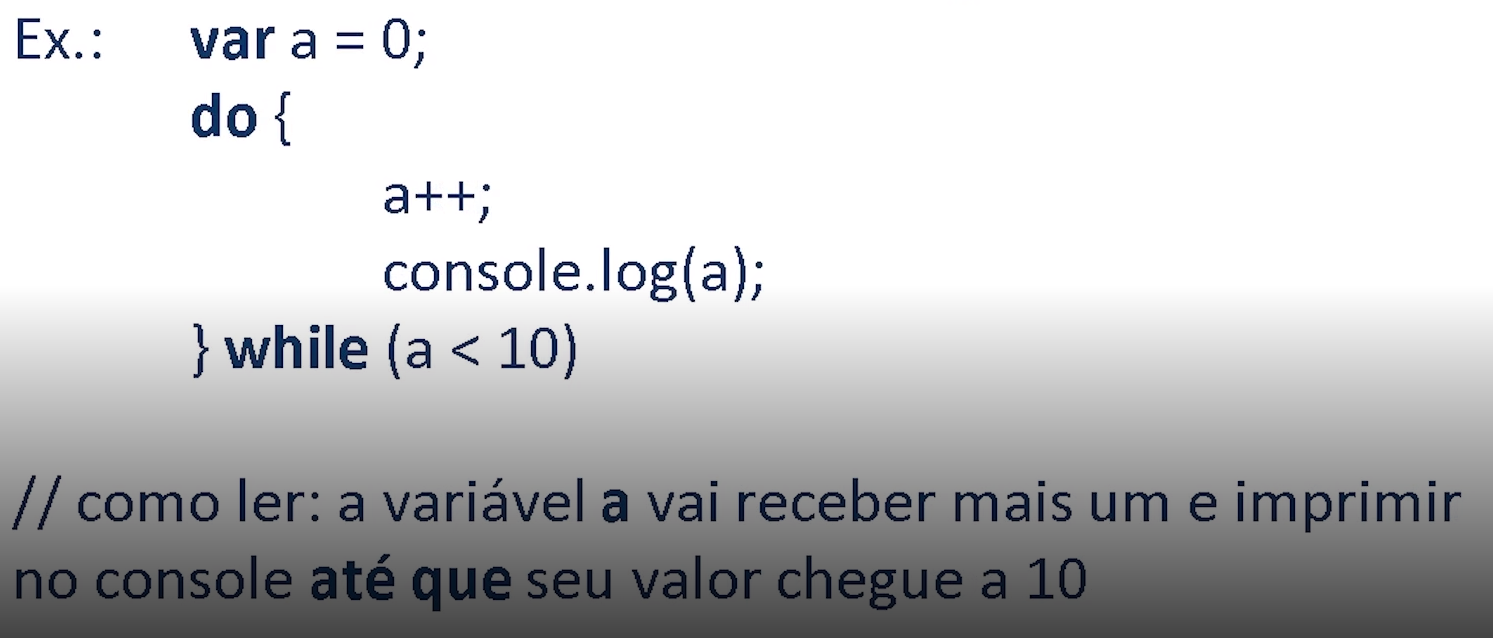 Ex.: var a = 0;
do {
a++;
console.log(a);
} while (a < 10)
// como ler: a variável a vai receber mais um e imprimir
no console até que seu valor chegue a 10